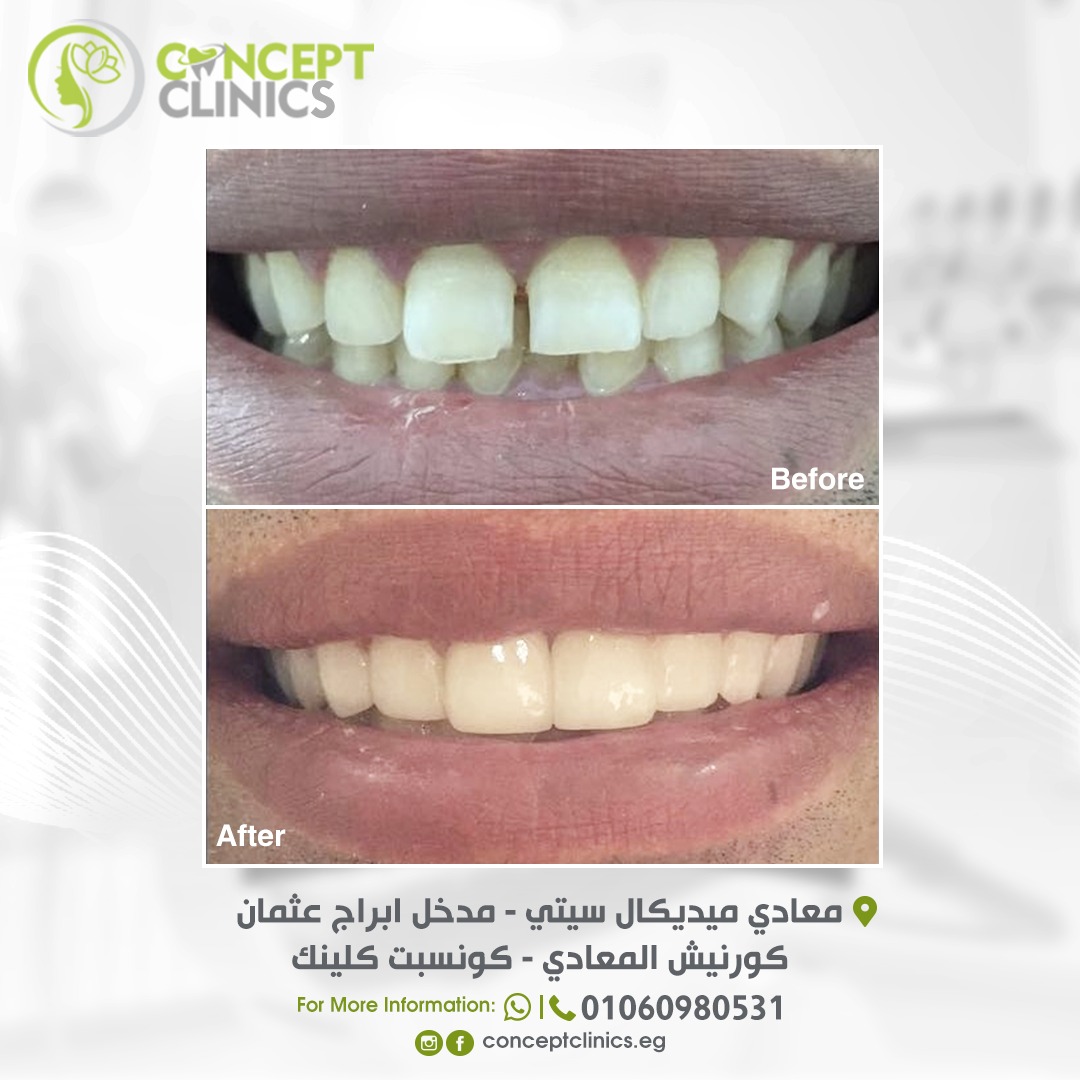 CONCEPT
CLINICS
Before
After
معادي ميديكال سيتي - مدخل ابراج عثمان
كورنيش المعادي - كونسبت كلينك
For More Information: | 01060980531
conceptclinics.eg